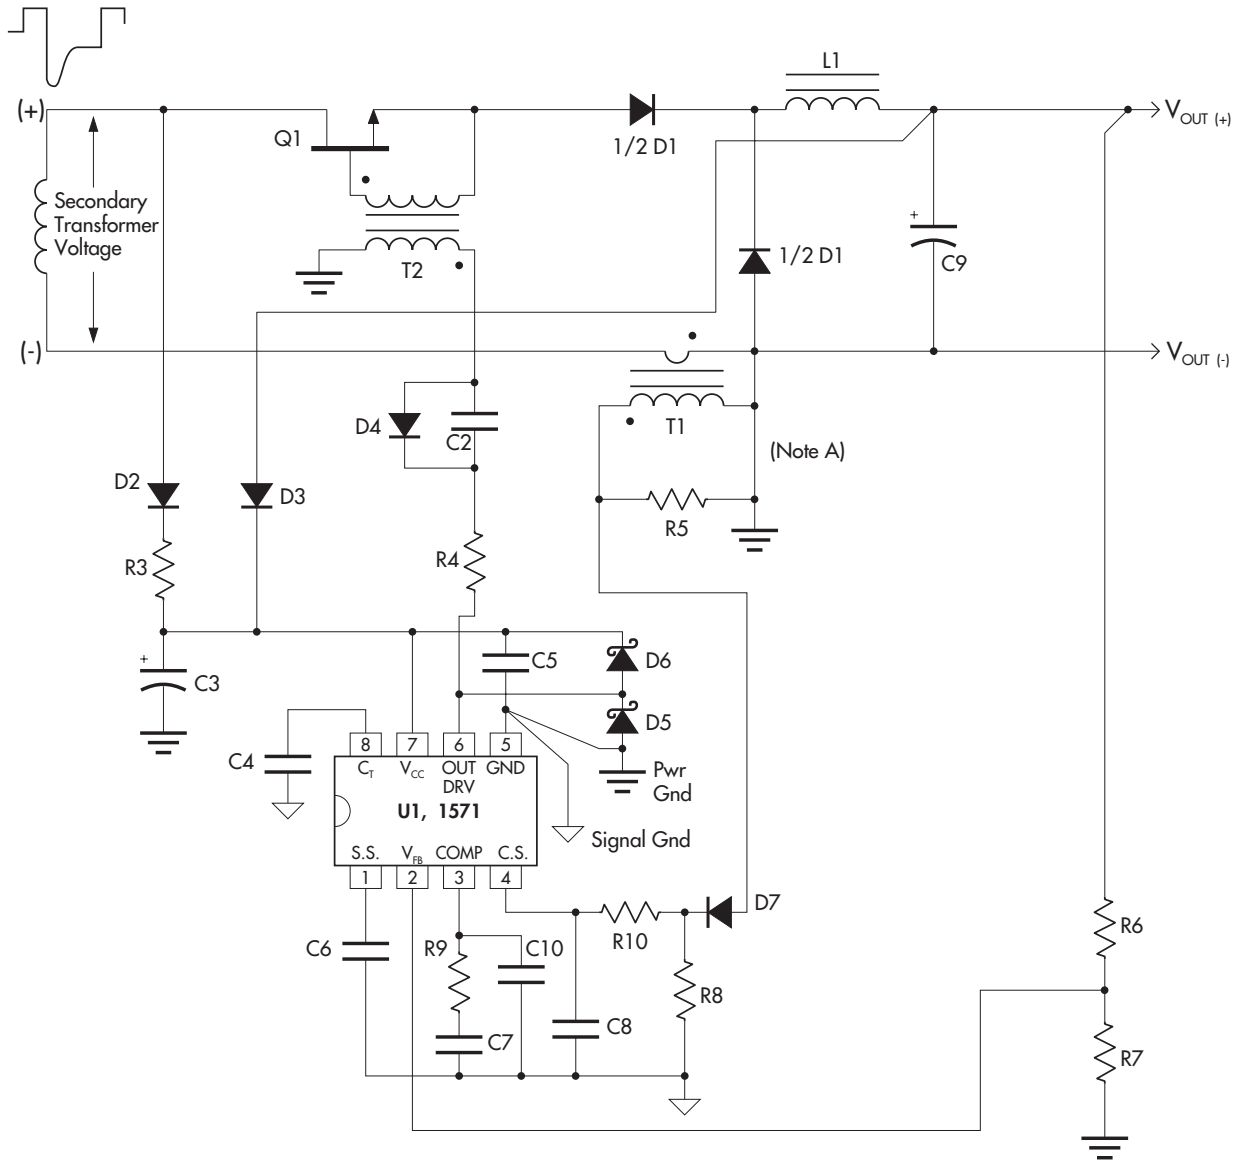 L1
(+)
V OUT (+)
Q1
1/2 D1
Secondary
Transformer
Voltage
+
1/2 D1
C9
T2
(-)
V OUT (-)
D4
C2
T1
(Note A)
D2
D3
R5
R3
R4
+
C3
C5
D6
D5
C4
8 7 6 5
CT VCC OUT GND
DRV
Pwr
Gnd
U1, 1571
Signal Gnd
S.S. VFB COMP C.S.
1 2 3 4
D7
C6
R9
C10
R10
R6
R8
C7
C8
R7